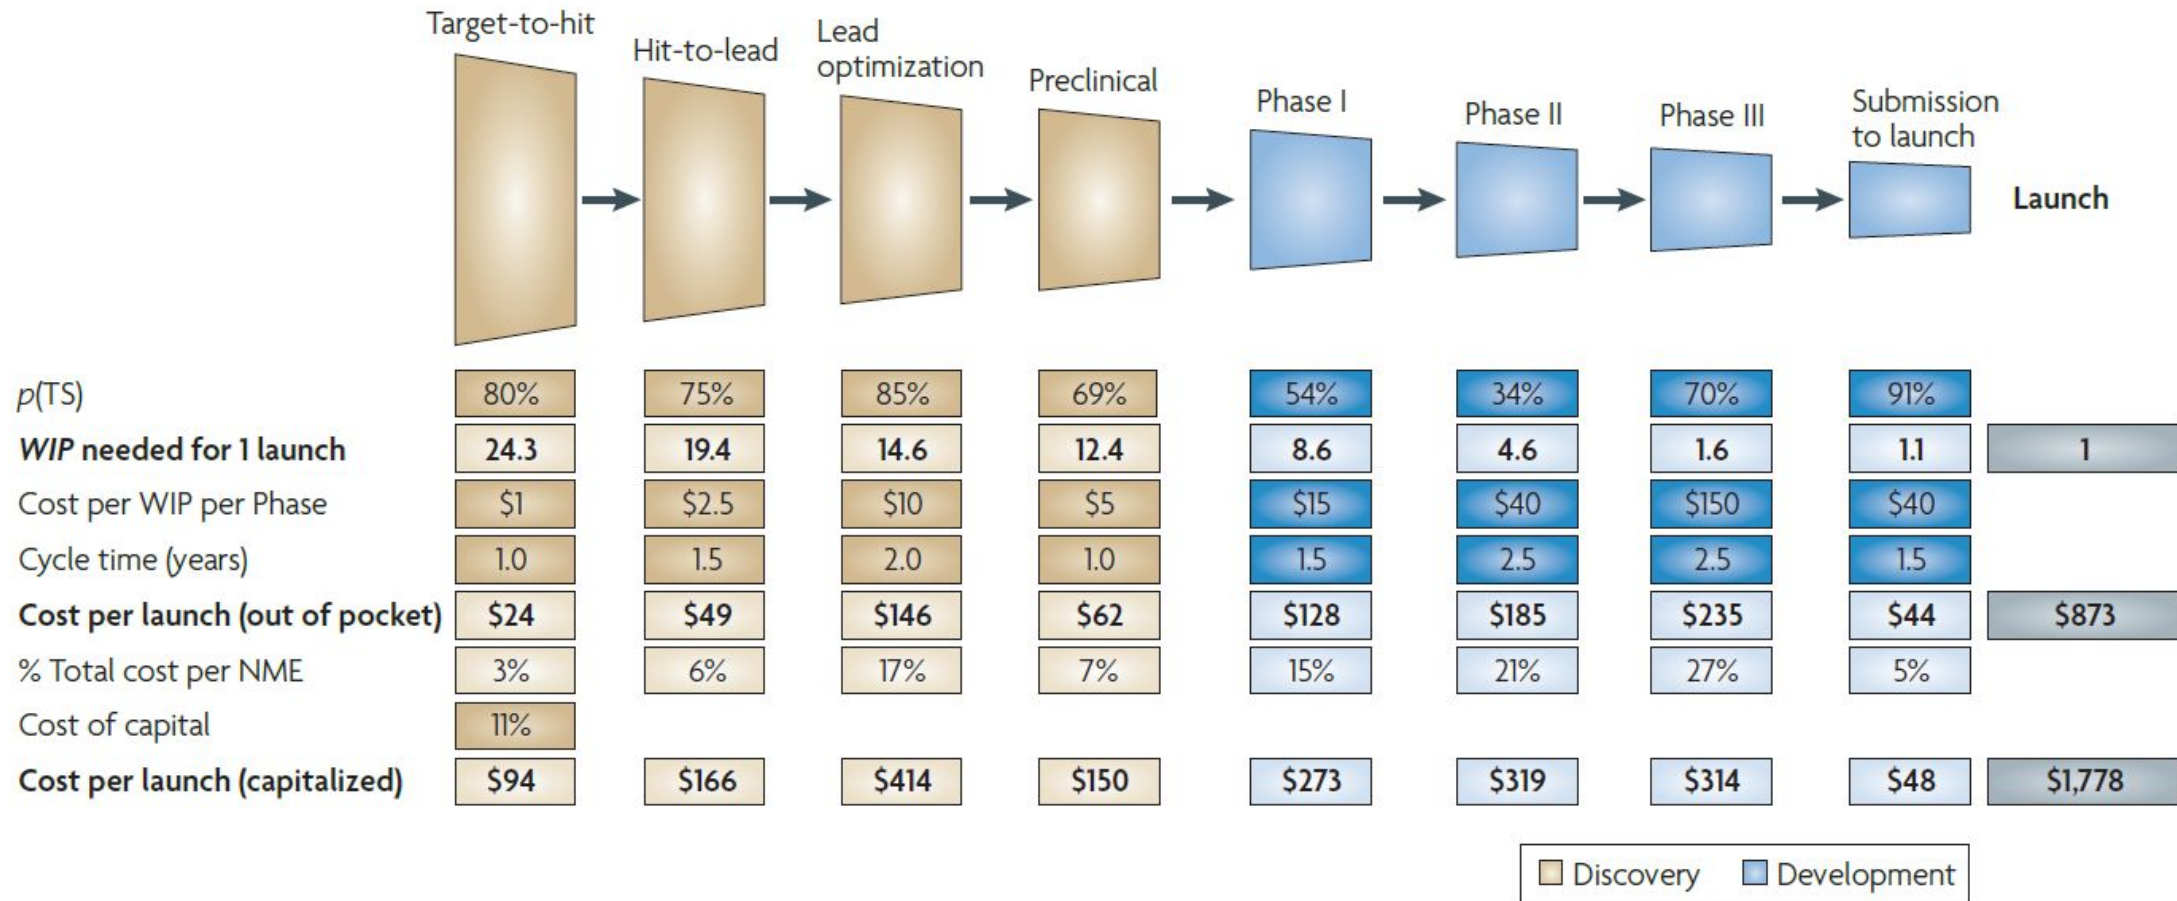 Target-to-hit
Hit-to-lead
Lead
optimization
Preclinical
Phase I
Phase II
Phase III
Submission
to launch
Launch
p(TS) 80% 75% 85% 69% 54% 34% 70% 91%
WIP needed for 1 launch 24.3 19.4 14.6 12.4 8.6 4.6 1.6 1.1 1
Cost per WIP per Phase $1 $2.5 $10 $5 $15 $40 $150 $40
Cycle time (years) 1.0 1.5 2.0 1.0 1.5 2.5 2.5 1.5
Cost per launch (out of pocket) $24 $49 $146 $62 $128 $185 $235 $44 $873
% Total cost per NME 3% 6% 17% 7% 15% 21% 27% 5%
Cost of capital 11%
Cost per launch (capitalized) $94 $166 $414 $150 $273 $319 $314 $48 $1,778
Discovery Development